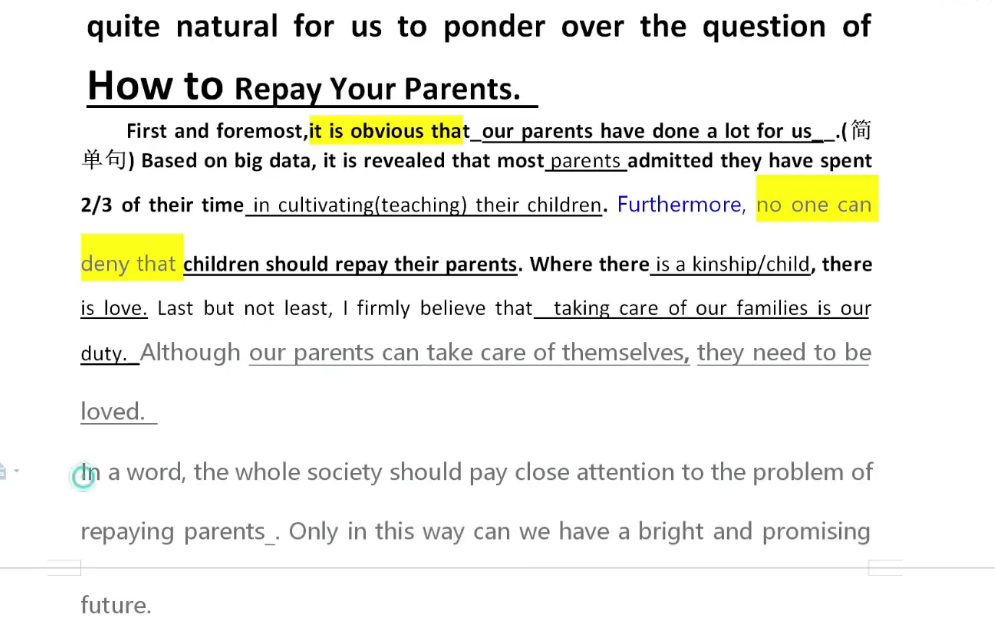 quite natural for us to ponder over the question of
How to Repay Your Parents.
First and foremost,it is obvious that_our parents have done a lot for us_ _.(简
单句) Based on big data, it is revealed that most parents admitted they have spent
2/3 of their time in cultivating(teaching) their children. Furthermore, no one can
deny that children should repay their parents. Where there is a kinship/child, there
is love. Last but not least, I firmly believe that_ taking care of our families is our
duty. _Although our parents can take care of themselves, they need to be
loved. _
In a word, the whole society should pay close attention to the problem of
repaying parents_. Only in this way can we have a bright and promising
future.